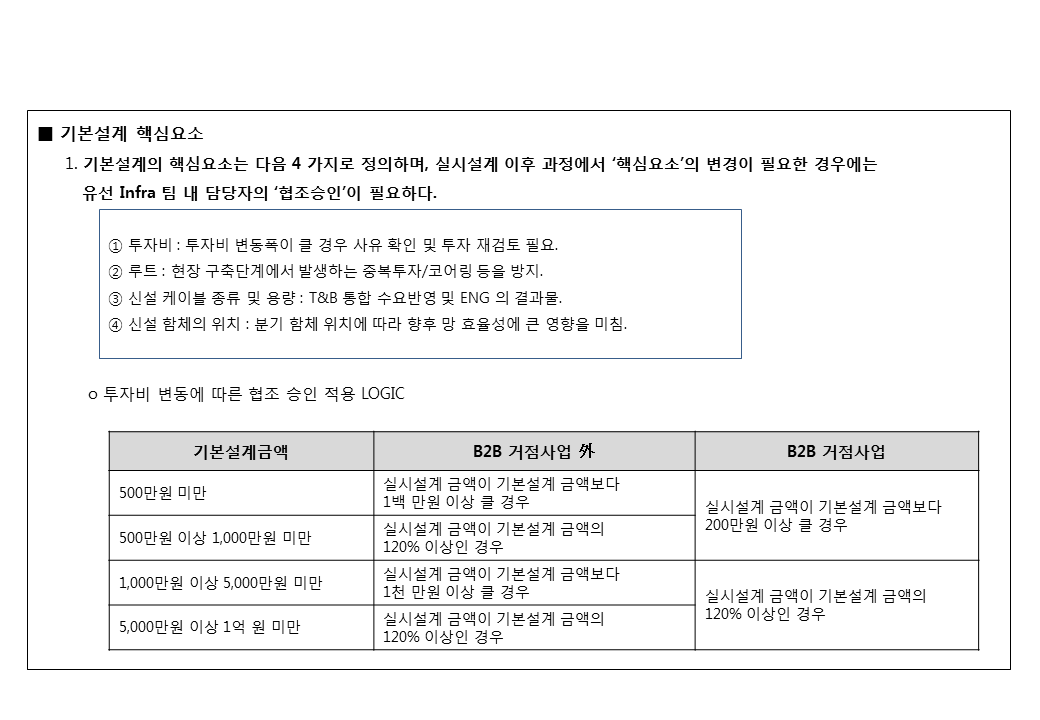 ■ 기본설계 핵심요소
1. 기본설계의 핵심요소는 다음 4 가지로 정의하며, 실시설계 이후 과정에서 ‘핵심요소’의 변경이 필요한 경우에는
유선 Infra 팀 내 담당자의 ‘협조승인’이 필요하다.
① 투자비 : 투자비 변동폭이 클 경우 사유 확인 및 투자 재검토 필요.
② 루트 : 현장 구축단계에서 발생하는 중복투자/코어링 등을 방지.
③ 신설 케이블 종류 및 용량 : T&B 통합 수요반영 및 ENG 의 결과물.
④ 신설 함체의 위치 : 분기 함체 위치에 따라 향후 망 효율성에 큰 영향을 미침.
ㅇ 투자비 변동에 따른 협조 승인 적용 LOGIC
기본설계금액 B2B 거점사업 外 B2B 거점사업
500만원 미만
실시설계 금액이 기본설계 금액보다
1백 만원 이상 클 경우
실시설계 금액이 기본설계 금액보다
200만원 이상 클 경우
500만원 이상 1,000만원 미만
실시설계 금액이 기본설계 금액의
120% 이상인 경우
1,000만원 이상 5,000만원 미만
실시설계 금액이 기본설계 금액보다
1천 만원 이상 클 경우
실시설계 금액이 기본설계 금액의
120% 이상인 경우
5,000만원 이상 1억 원 미만
실시설계 금액이 기본설계 금액의
120% 이상인 경우